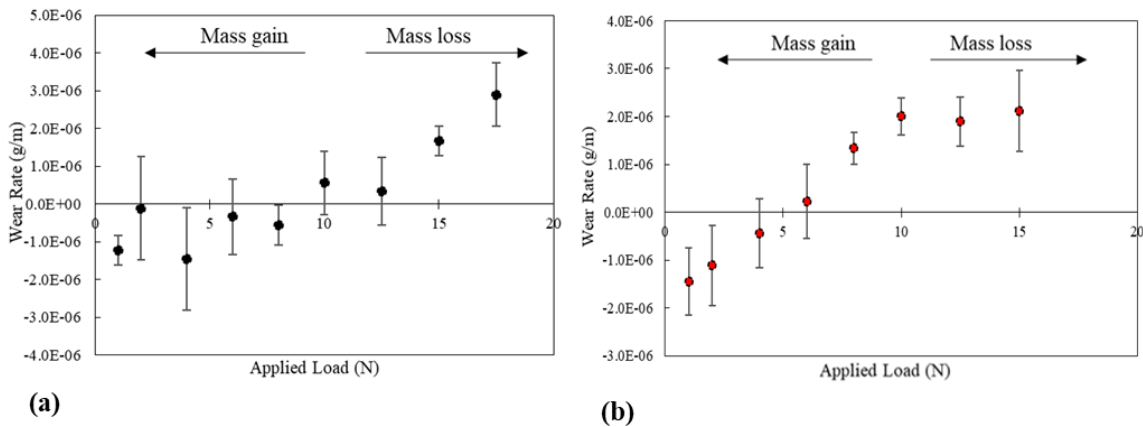 5.0E-06
4.0E-06
3.0E-06
2.0E-06
1.0E-06
0.0E+00
-1.0E-06
-2.0E-06
-3.0E-06
-4.0E-06
Wear Rate (g/m)
Mass gain
Mass loss
0
5
10
15
20
Applied Load (N)
(a)
4.0E-06
3.0E-06
2.0E-06
1.0E-06
0.0E+00
-1.0E-06
-2.0E-06
-3.0E-06
Wear Rate (g/m)
Mass gain
Mass loss
0
5
10
15
20
Applied Load (N)
(b)